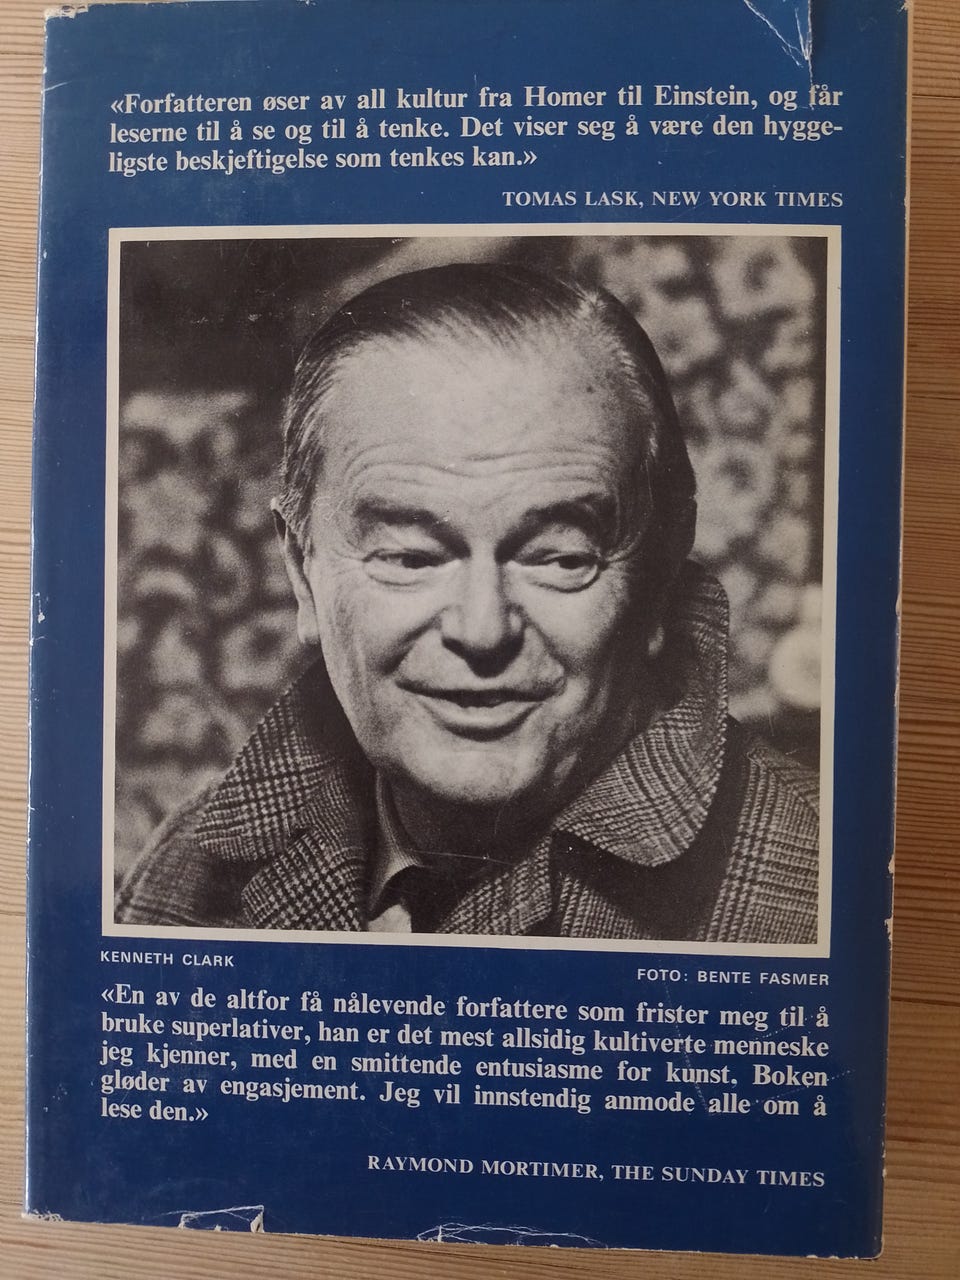 «Forfatteren øser av all kultur fra Homer til Einstein, og får
leserne til å se og til å tenke. Det viser seg å være den hygge-
ligste beskjeftigelse som tenkes kan.»
TOMAS LASK, NEW YORK TIMES
KENNETH CLARK
FOTO: BENTE FASMER
«En av de altfor få nålevende forfattere som frister meg til å
bruke superlativer, han er det mest allsidig kultiverte menneske
jeg kjenner, med en smittende entusiasme for kunst. Boken
gløder av engasjement. Jeg vil innstendig anmode alle om å
lese den.»
RAYMOND MORTIMER, THE SUNDAY TIMES